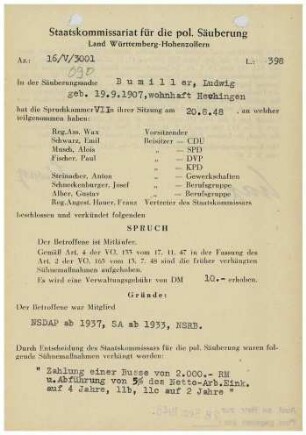 Staatskommissariat für die pol. Säuberung
Land Württemberg-Hohenzollern
Az.: 16/V/3001 L.: 398
In der Säuberungssache Bumiller, Ludwig
geb. 19.9.1907, wohnhaft Hechingen
hat die Spruchkammer VII in ihrer Sitzung am 20.8.48 , an welcher
teilgenommen haben:
Reg.Ass. Wax Vorsitzender
Schwarz, Emil Beisitzer – CDU
Musch, Alois „ – SPD
Fischer, Paul „ – DVP
„ – KPD
Steinacher, Anton „ – Gewerkschaften
Schneckenburger, Josef „ – Berufsgruppe
Alber, Gustav „ – Berufsgruppe
Reg.Angest. Hauer, Franz Vertreter des Staatskommissars
beschlossen und verkündet folgenden
SPRUCH
Der Betroffene ist Mitläufer.
Gemäß Art. 4 der VO. 133 vom 17. 11. 47 in der Fassung des
Art. 2 der VO. 165 vom 13. 7. 48 sind die früher verhängten
Sühnemaßnahmen aufgehoben.
Es wird eine Verwaltungsgebühr von DM 10.- erhoben.
Gründe:
Der Betroffene war Mitglied
NSDAP ab 1937, SA ab 1933, NSRB.
Durch Entscheidung des Staatskommissars für die pol. Säuberung waren folgende Sühnemaßnahmen verhängt worden:
" Zahlung einer Busse von 2.000.- RM
u. Abführung von 5% des Netto-Arb.Eink.
auf 4 Jahre, 11b, 11c auf 2 Jahre "